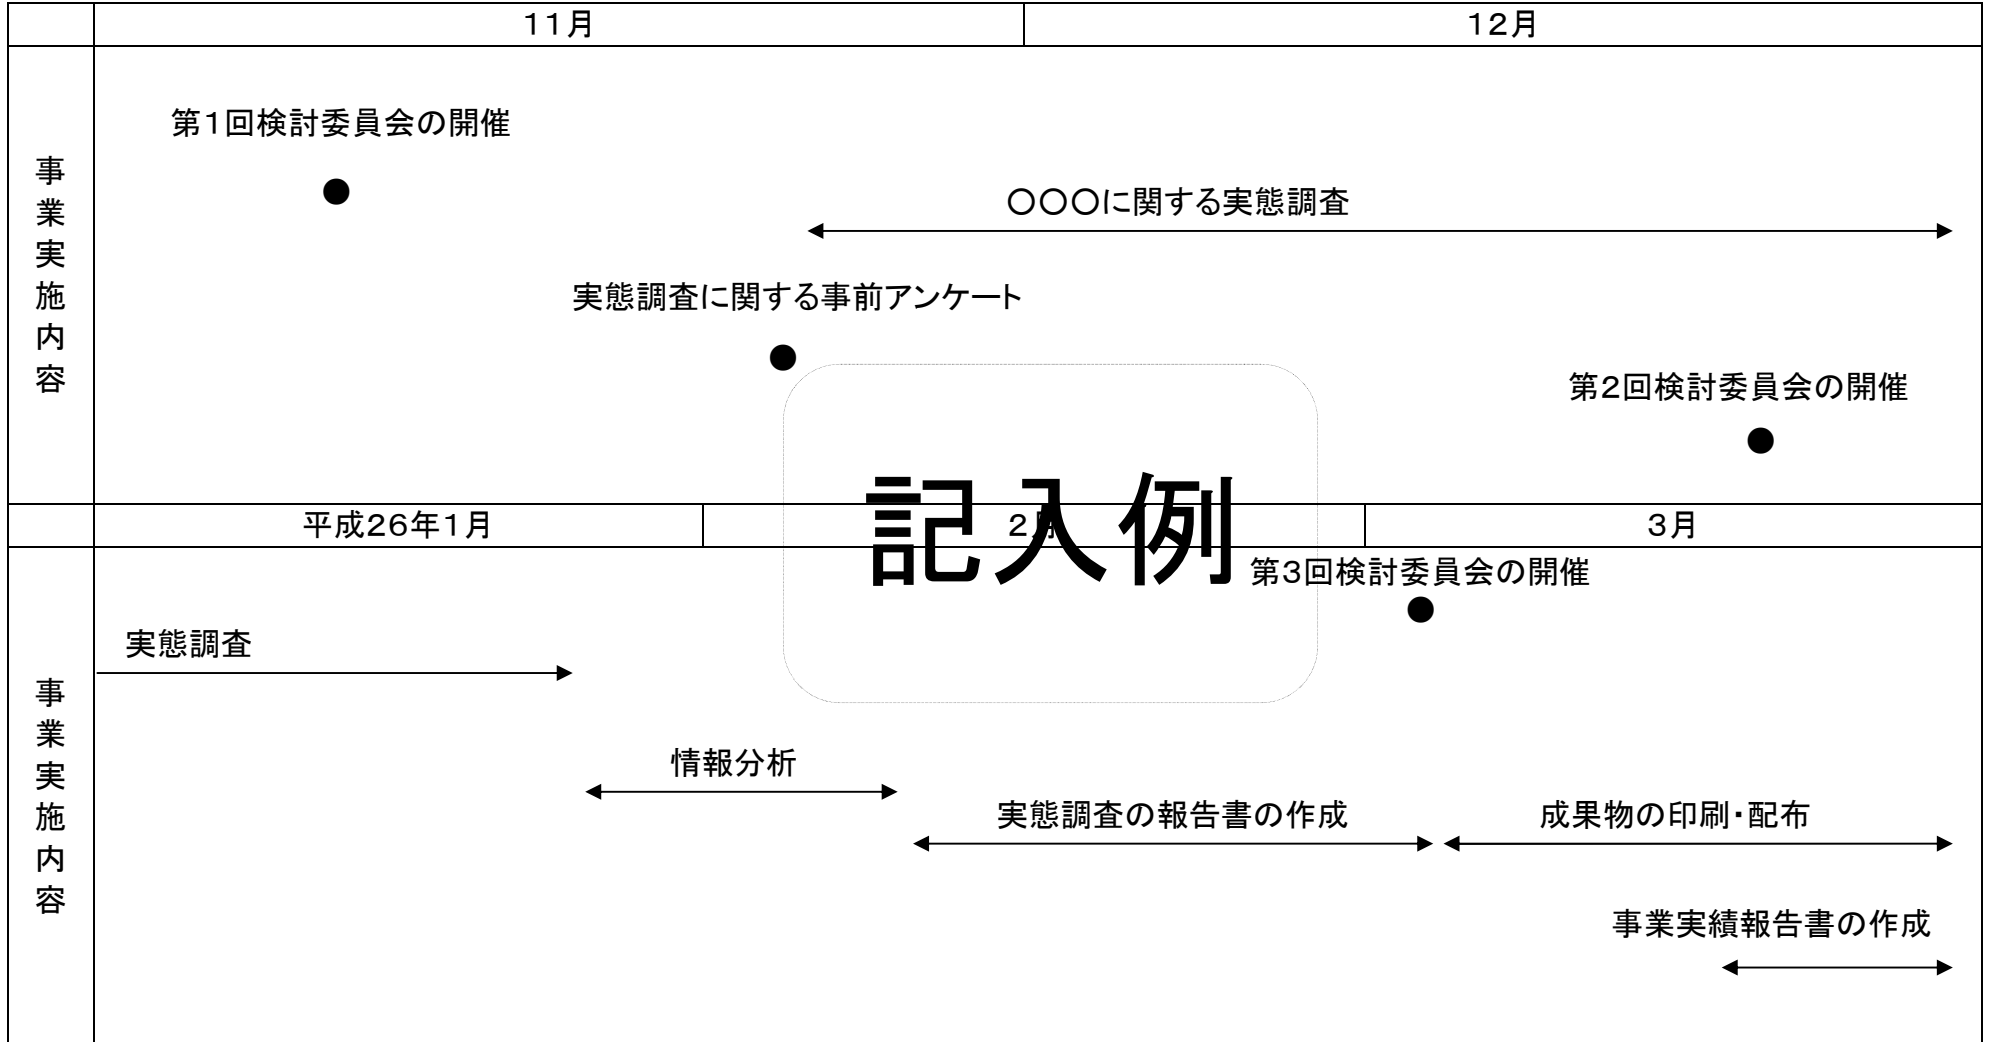 11月
12月
事業実施内容
第1回検討委員会の開催
●
○○○に関する実態調査
実態調査に関する事前アンケート
●
第2回検討委員会の開催
●
記入例
平成26年1月
2月
3月
事業実施内容
第3回検討委員会の開催
●
実態調査
情報分析
実態調査の報告書の作成
成果物の印刷・配布
事業実績報告書の作成